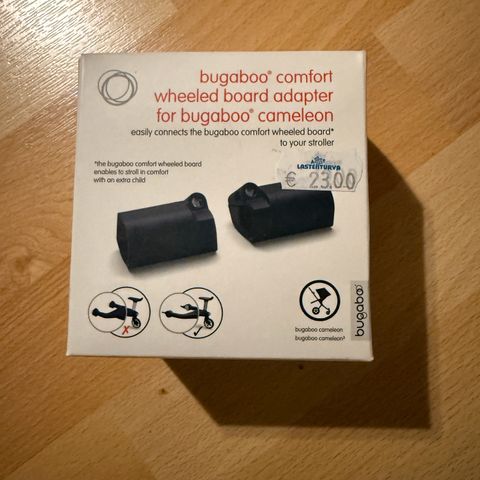 bugaboo® comfort
wheeled board adapter
for bugaboo® cameleon
easily connects the bugaboo comfort wheeled board*
to your stroller
LASTENTURVA
€ 23.00
*the bugaboo comfort wheeled board
enables to stroll in comfort
with an extra child
bugaboo cameleon
bugaboo cameleon³
bugaboo